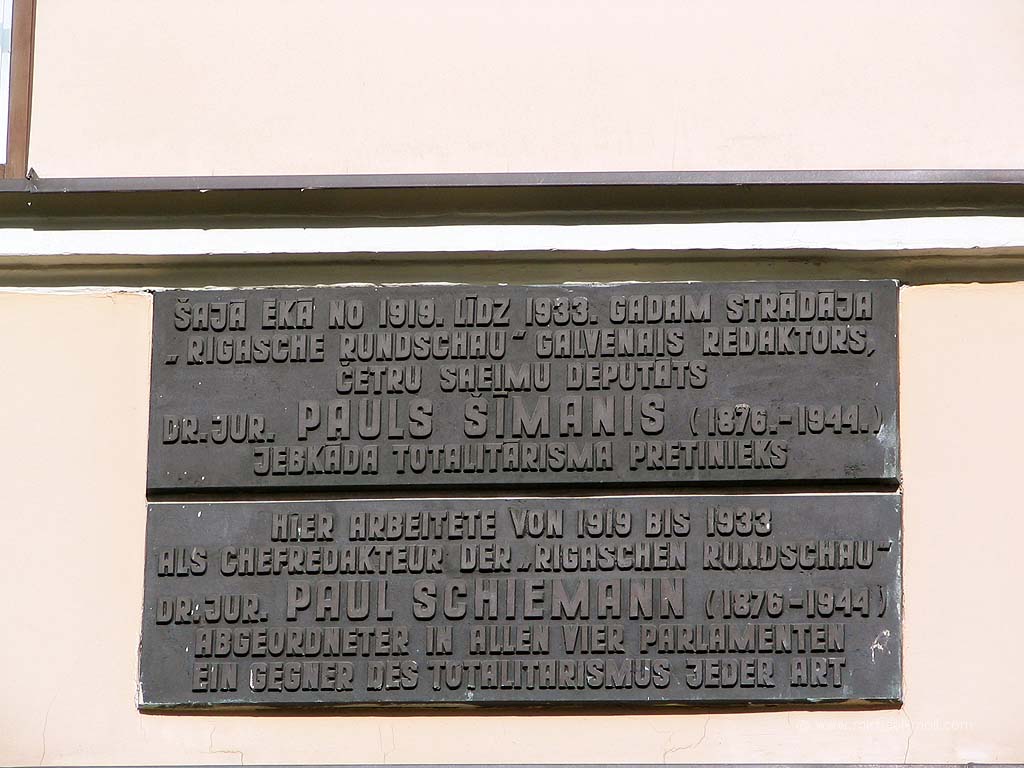 ŠAJĀ ĒKĀ NO 1919. LĪDZ 1933. GADAM STRĀDĀJA
„RIGASCHE RUNDSCHAU“ GALVENAIS REDAKTORS,
ČETRU SAEIMU DEPUTĀTS
DR. JUR. PAULS ŠĪMANIS (1876.-1944.)
JEBKĀDA TOTALITĀRISMA PRETINIEKS
HIER ARBEITETE VON 1919 BIS 1933
ALS CHEFREDAKTEUR DER „RIGASCHEN RUNDSCHAU“
DR. JUR. PAUL SCHIEMANN (1876-1944)
ABGEORDNETER IN ALLEN VIER PARLAMENTEN
EIN GEGNER DES TOTALITARISMUS JEDER ART